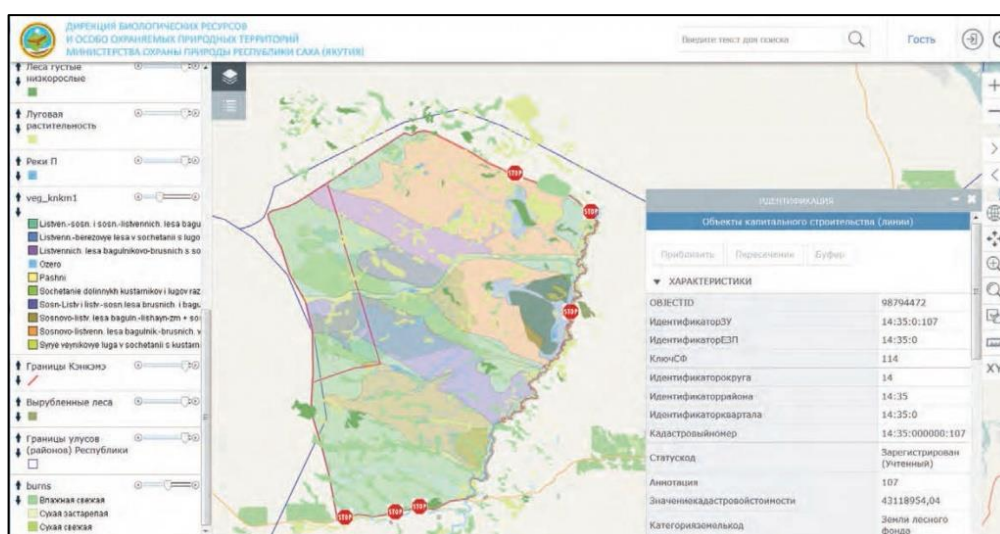 ДИРЕКЦИЯ БИОЛОГИЧЕСКИХ РЕСУРСОВ
И ОСОБО ОХРАНЯЕМЫХ ПРИРОДНЫХ ТЕРРИТОРИЙ
МИНИСТЕРСТВА ОХРАНЫ ПРИРОДЫ РЕСПУБЛИКИ САХА (ЯКУТИЯ)
Введите текст для поиска
Гость
Леса густые
низкорослые
Луговая
растительность
Реки П
veg_knkm1
Listven.-sosn. i sosn.-listvennich. lesa bagu
Listvenn.-berezowye lesa v sochetanii s lugo
Listvennich. lesa bagulnikovo-brusnich s so
Ozero
Pashni
Sochetanie dolinnykh kustarnikov i lugov raz
Sosn-Listv i listv.-sosn.lesa brusnich. i bagu
Sosnovo-listv. lesa baguln.-lishayn-zm + so
Sosnovo-listvenn. lesa bagulnik.-brusnich. v
Syrye veynikowye luga v sochetanii s kustarn
Границы Кэнкэмэ
Вырубленные леса
Границы улусов
(районов) Республики
burns
Влажная свежая
Сухая застарелая
Сухая свежая
STOP
STOP
STOP
STOP
STOP
STOP
ИДЕНТИФИКАЦИЯ
Объекты капитального строительства (линии)
Приблизить Пересечение Буфер
ХАРАКТЕРИСТИКИ
OBJECTID 98794472
ИдентификаторЗУ 14:35:0:107
ИдентификаторЕЗП 14:35:0
КлючСФ 114
Идентификаторокруга 14
Идентификаторрайона 14:35
Идентификаторквартала 14:35:0
Кадастровыйномер 14:35:000000:107
Статускод Зарегистрирован
(Учтенный)
Аннотация 107
Значениекадастровойстоимости 43118954,04
Категорияземелькод Земли лесного
фонда
XY